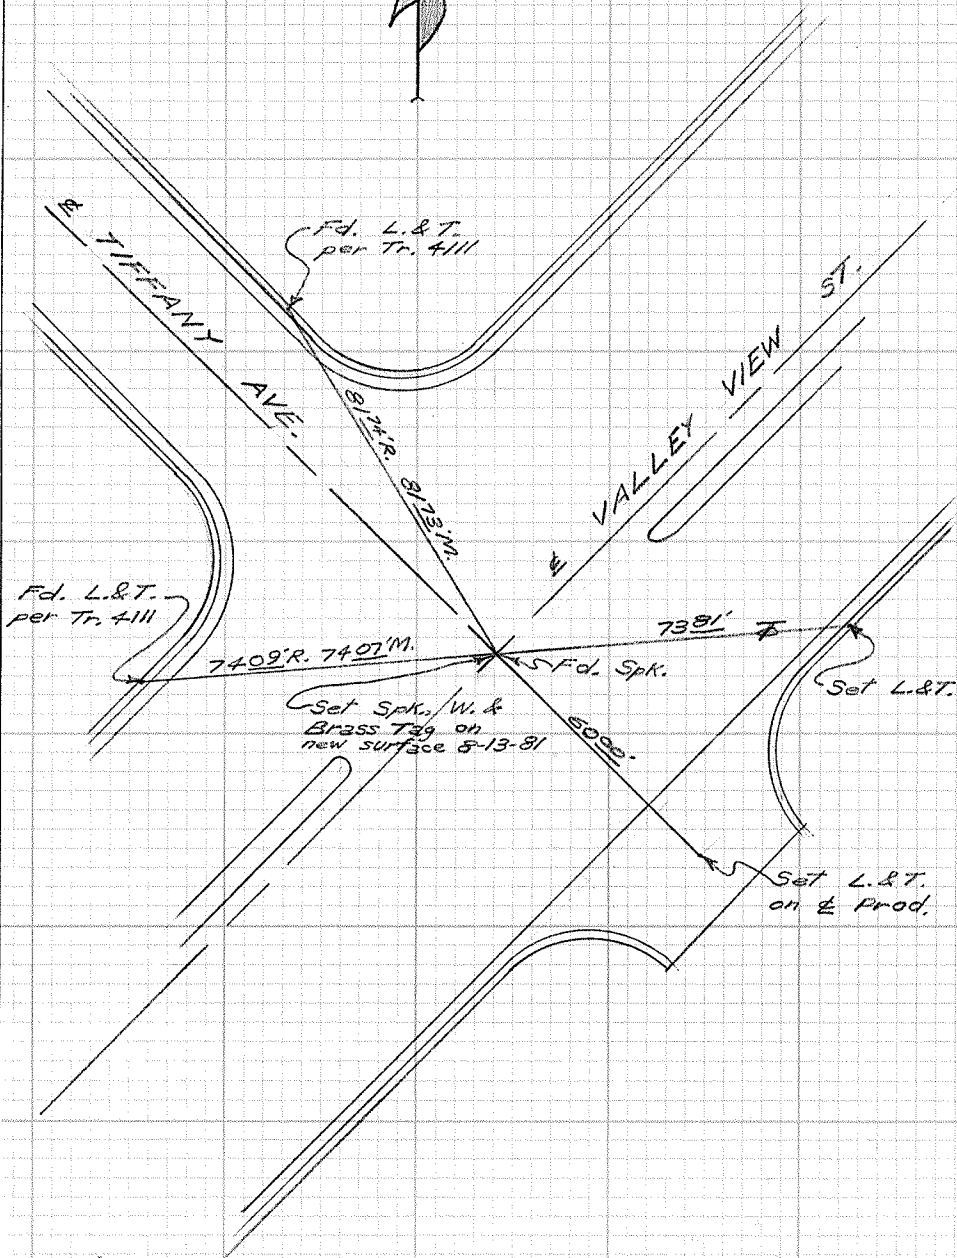 Fd. L.&T.
per Tr. 4111
℄ TIFFANY AVE.
℄ VALLEY VIEW ST.
81.74'R. 81.73'M.
Fd. L.&T.
per Tr. 4111
74.09'R. 74.07'M.
73.81'
Fd. Spk.
Set L.&T.
Set Spk., W. &
Brass Tag on
new surface 8-13-81
60.00'
Set L.&T.
on ℄ Prod.